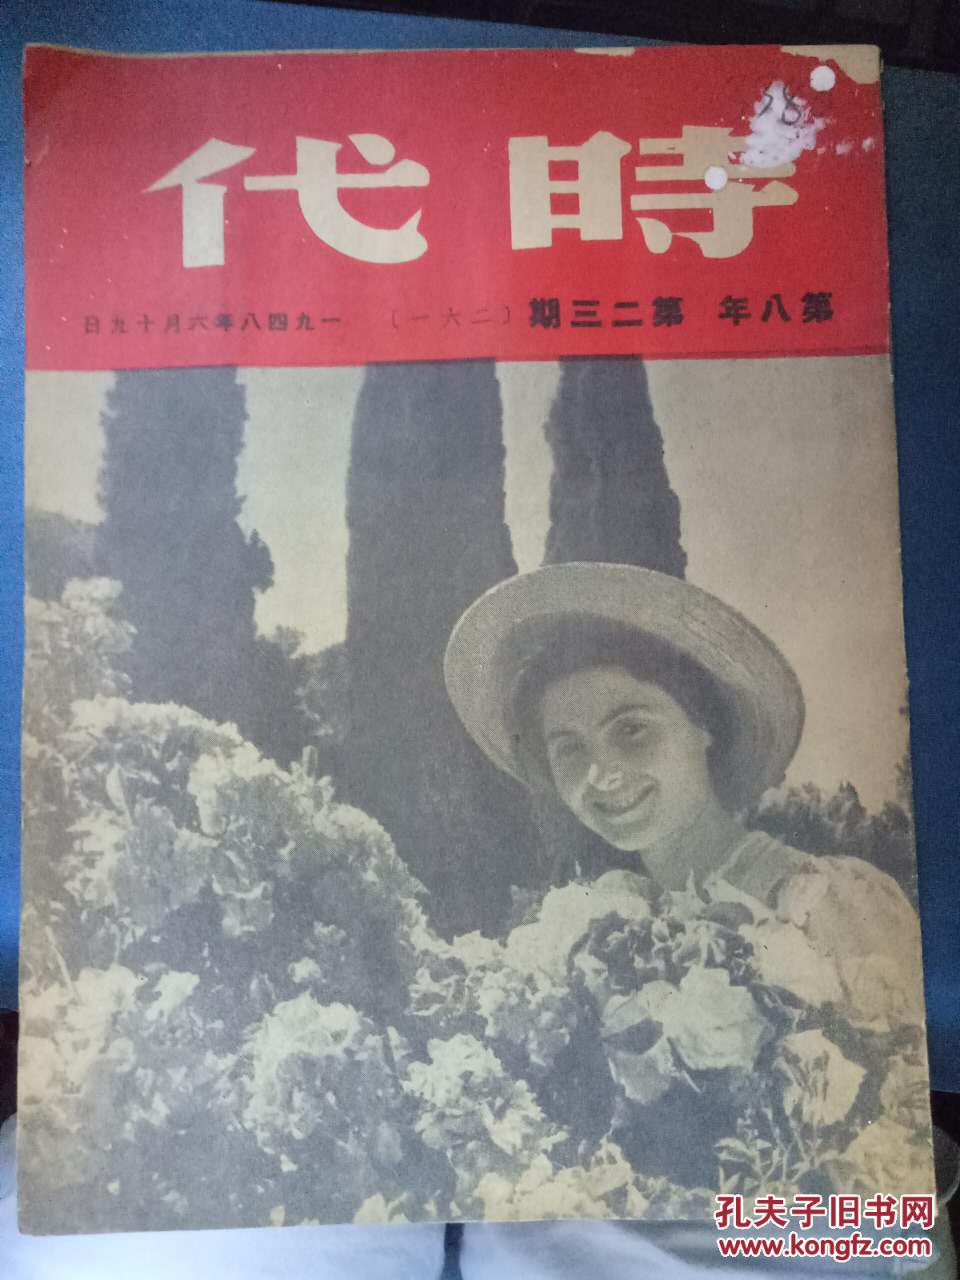 58
時代
第八年 第二三期（二六一） 一九四八年六月十九日
孔夫子旧书网
www.kongfz.com